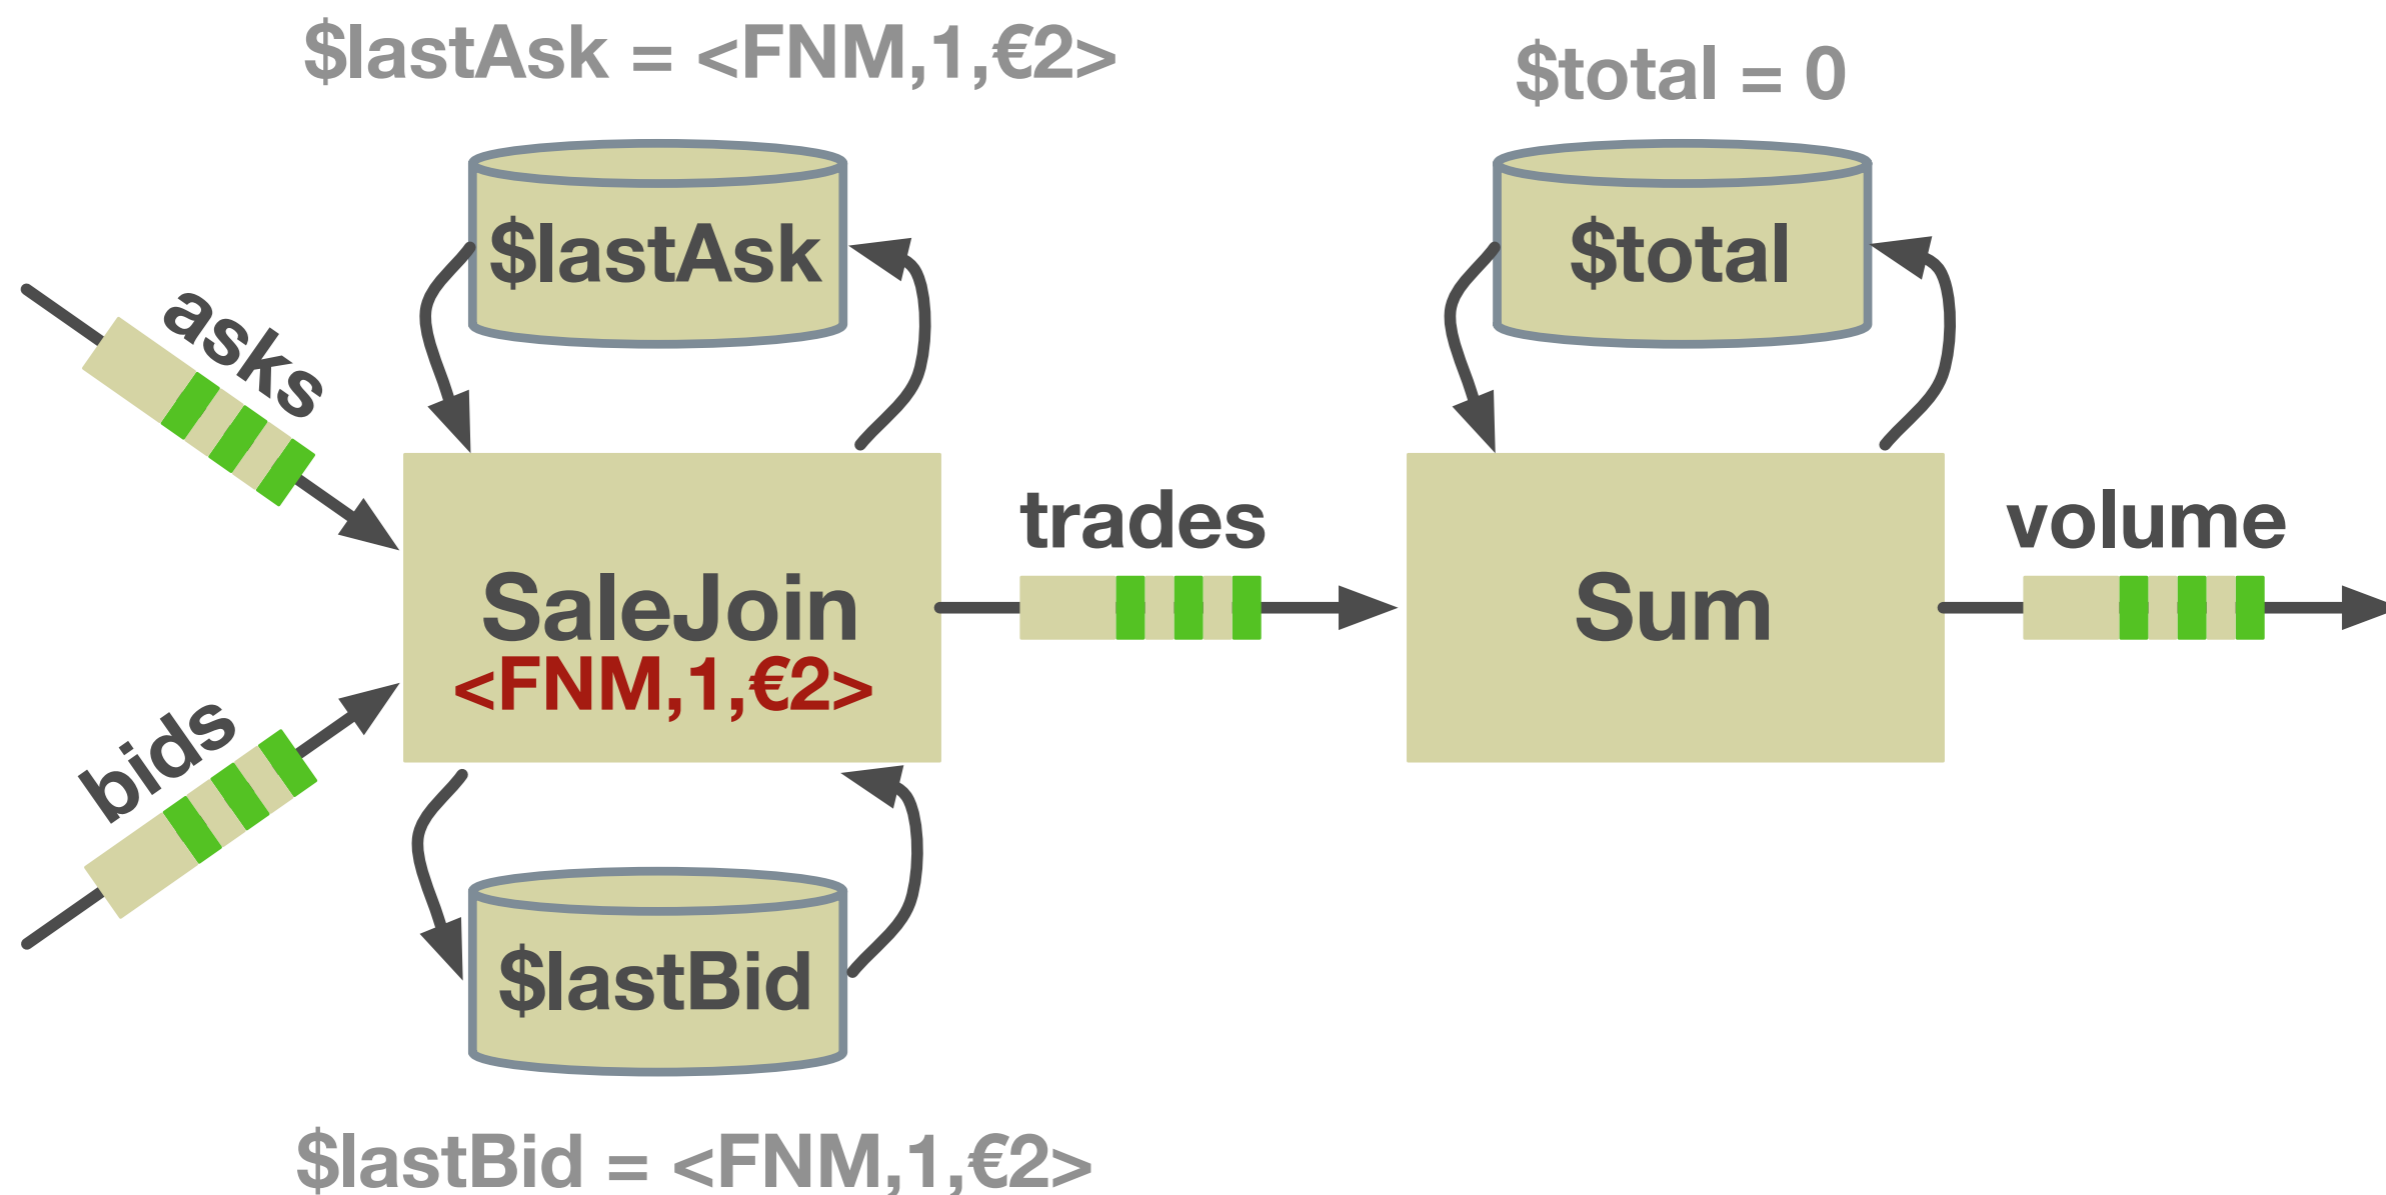 $lastAsk = <FNM,1,€2>
$total = 0
$lastAsk
$total
asks
trades
volume
SaleJoin
<FNM,1,€2>
Sum
bids
$lastBid
$lastBid = <FNM,1,€2>